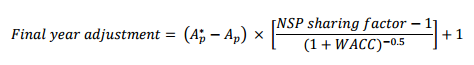 Final year adjustment = (A*p − Ap) × [NSP sharing factor − 1 / (1 + WACC)^−0.5] + 1